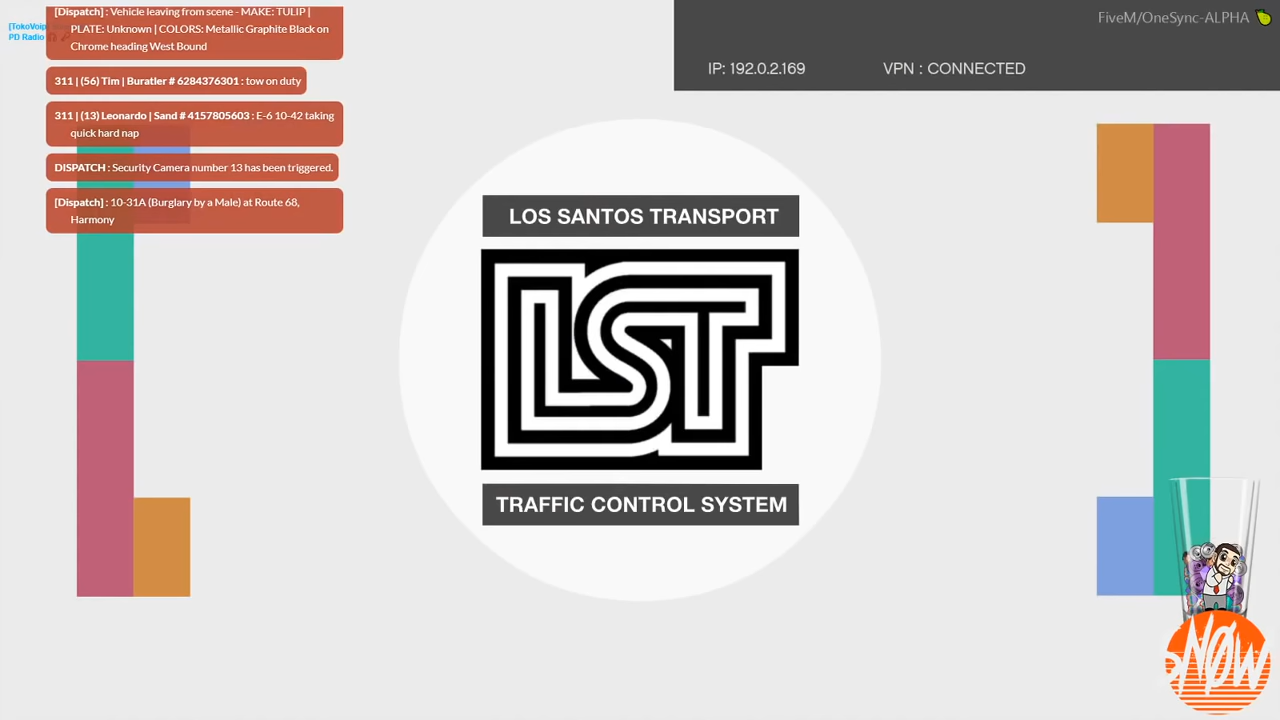 [Dispatch] : Vehicle leaving from scene - MAKE: TULIP |
PLATE: Unknown | COLORS: Metallic Graphite Black on
Chrome heading West Bound
[TokoVoip
PD Radio
311 | (56) Tim | Buratler # 6284376301 : tow on duty
311 | (13) Leonardo | Sand # 4157805603 : E-6 10-42 taking
quick hard nap
DISPATCH : Security Camera number 13 has been triggered.
[Dispatch] : 10-31A (Burglary by a Male) at Route 68,
Harmony
FiveM/OneSync-ALPHA
IP: 192.0.2.169
VPN : CONNECTED
LOS SANTOS TRANSPORT
LST
TRAFFIC CONTROL SYSTEM
NØW